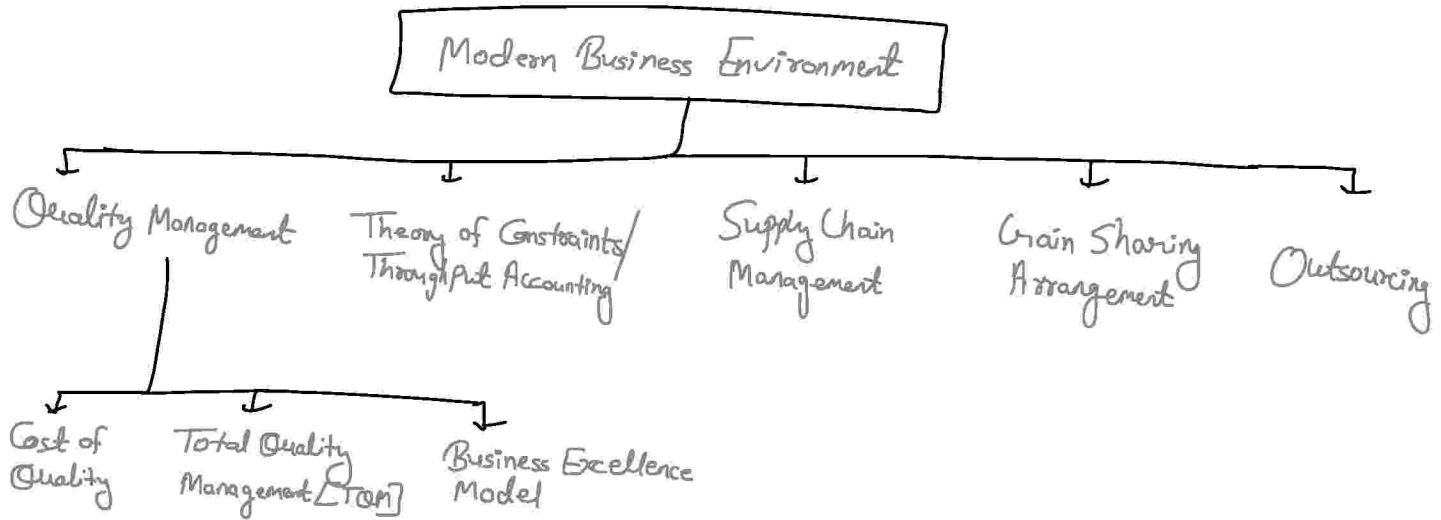 Modern Business Environment
Quality Management
Theory of Constraints/
Throughput Accounting
Supply Chain
Management
Gain Sharing
Arrangement
Outsourcing
Cost of
Quality
Total Quality
Management [TQM]
Business Excellence
Model